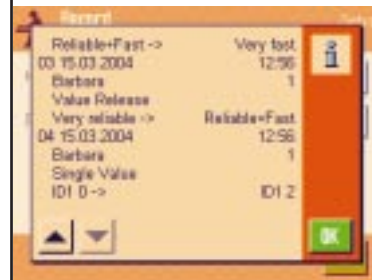 Record
Reliable+Fast -> Very fast
03 15.03.2004 12:56
Barbara 1
Value Release
Very reliable -> Reliable+Fast
04 15.03.2004 12:56
Barbara 1
Single Value
ID1 0 -> ID1 2
i
OK